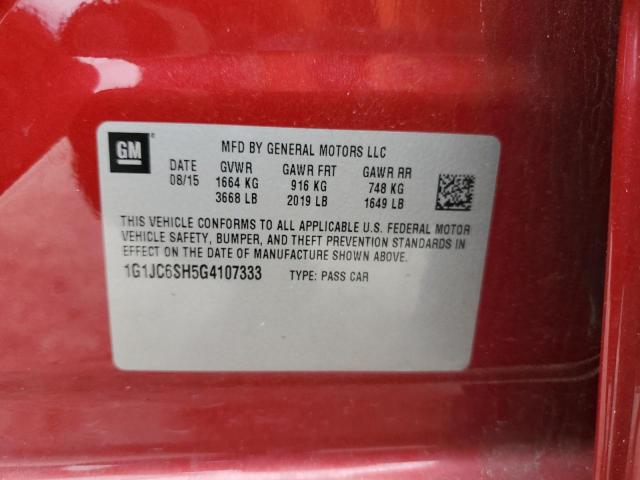 GM
MFD BY GENERAL MOTORS LLC
DATE GVWR GAWR FRT GAWR RR
08/15 1664 KG 916 KG 748 KG
3668 LB 2019 LB 1649 LB
THIS VEHICLE CONFORMS TO ALL APPLICABLE U.S. FEDERAL MOTOR
VEHICLE SAFETY, BUMPER, AND THEFT PREVENTION STANDARDS IN
EFFECT ON THE DATE OF MANUFACTURE SHOWN ABOVE.
1G1JC6SH5G4107333 TYPE: PASS CAR